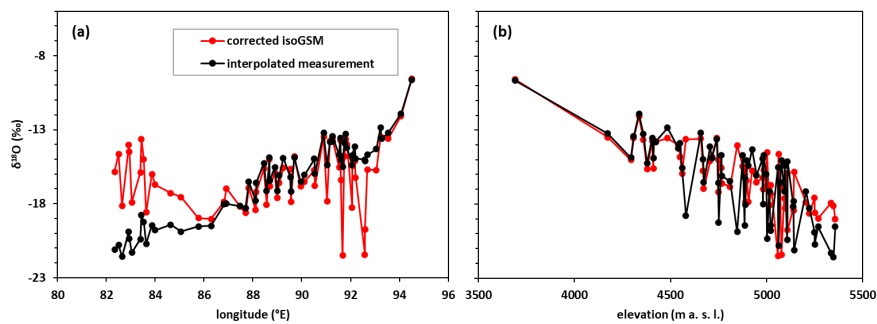 (a)
corrected isoGSM
interpolated measurement
(b)
-8
-13
-18
-23
δ¹⁸O (‰)
80 82 84 86 88 90 92 94 96
longitude (°E)
3500 4000 4500 5000 5500
elevation (m a. s. l.)